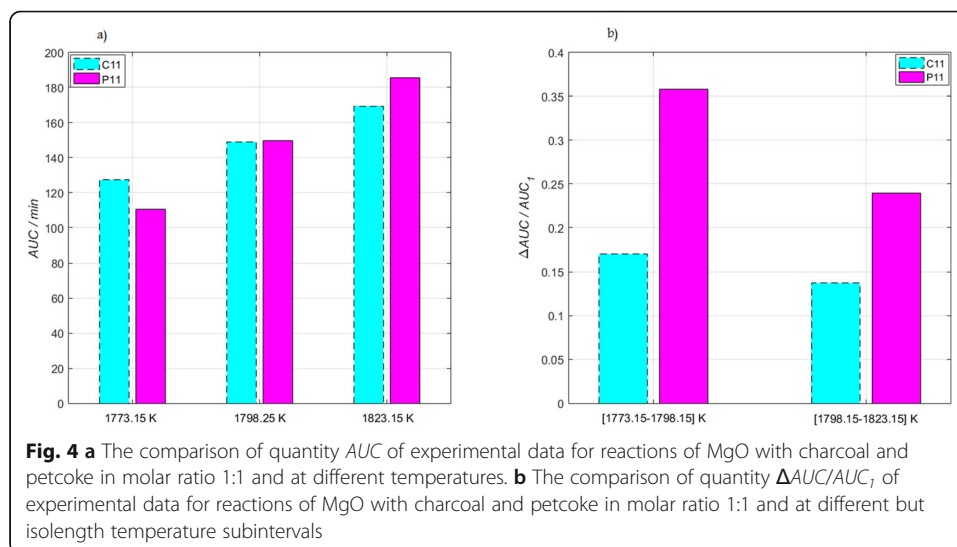 a)
C11
P11
200
180
160
140
120
100
80
60
40
20
0
AUC / min
1773.15 K 1798.25 K 1823.15 K
b)
C11
P11
0.4
0.35
0.3
0.25
0.2
0.15
0.1
0.05
0
ΔAUC / AUC1
[1773.15-1798.15] K [1798.15-1823.15] K
Fig. 4 a The comparison of quantity AUC of experimental data for reactions of MgO with charcoal and
petcoke in molar ratio 1:1 and at different temperatures. b The comparison of quantity ΔAUC/AUC1 of
experimental data for reactions of MgO with charcoal and petcoke in molar ratio 1:1 and at different but
isolength temperature subintervals